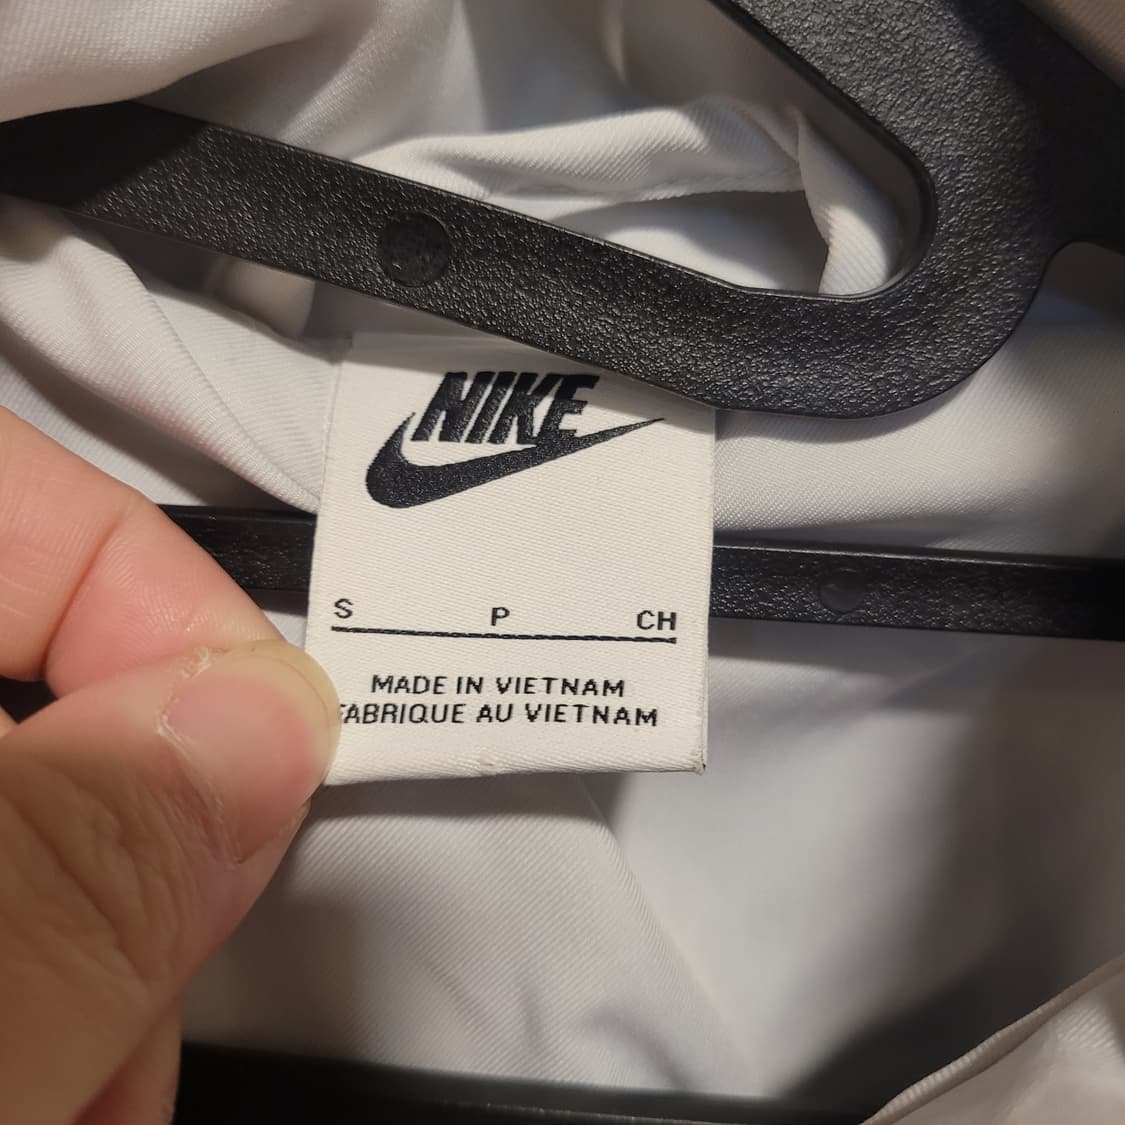 NIKE
S P CH
MADE IN VIETNAM
FABRIQUE AU VIETNAM